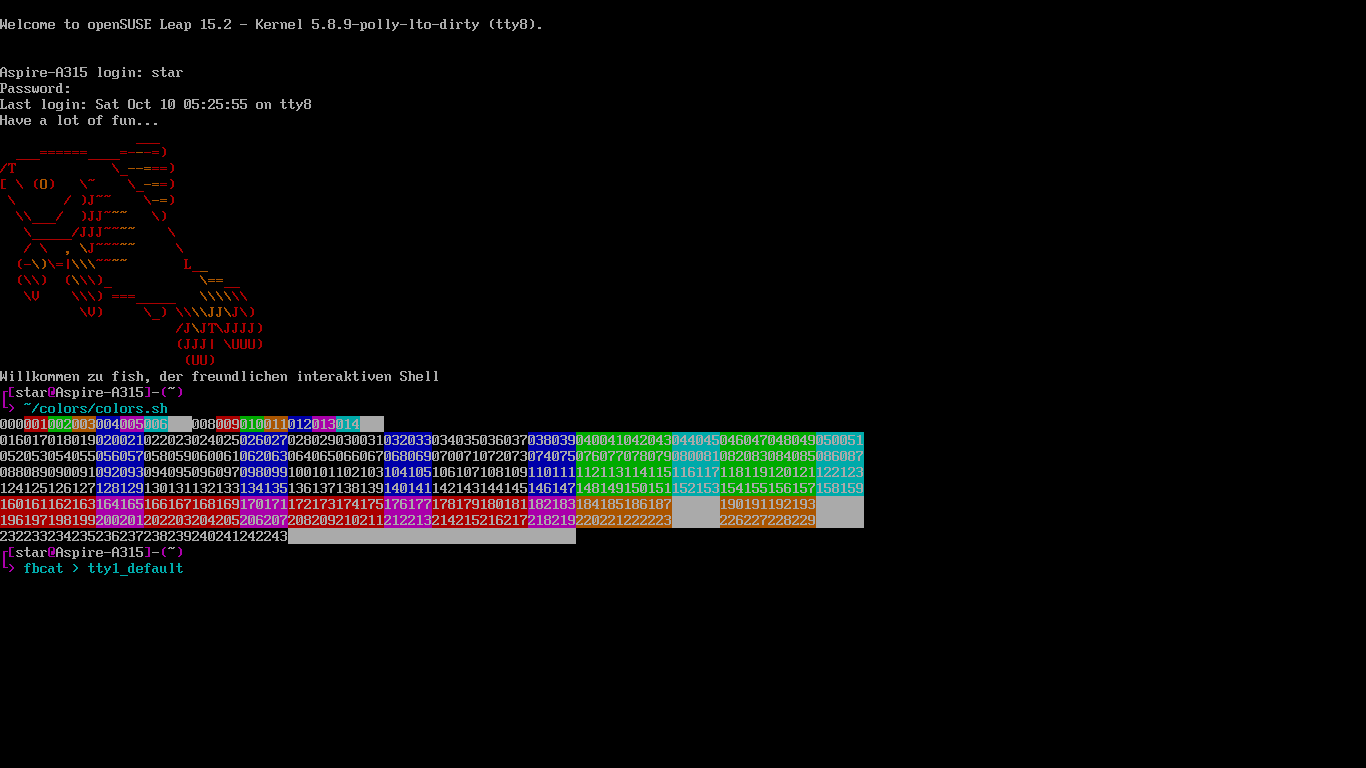 Welcome to openSUSE Leap 15.2 - Kernel 5.8.9-polly-lto-dirty (tty8).
Aspire-A315 login: star
Password:
Last login: Sat Oct 10 05:25:55 on tty8
Have a lot of fun...
Willkommen zu fish, der freundlichen interaktiven Shell
┌[star@Aspire-A315]-(~)
└> ~/colors/colors.sh
000001002003004005006   008009010011012013014
016017018019020021022023024025026027028029030031032033034035036037038039040041042043044045046047048049050051
052053054055056057058059060061062063064065066067068069070071072073074075076077078079080081082083084085086087
088089090091092093094095096097098099100101102103104105106107108109110111112113114115116117118119120121122123
124125126127128129130131132133134135136137138139140141142143144145146147148149150151152153154155156157158159
160161162163164165166167168169170171172173174175176177178179180181182183184185186187      190191192193
196197198199200201202203204205206207208209210211212213214215216217218219220221222223      226227228229
232233234235236237238239240241242243
┌[star@Aspire-A315]-(~)
└> fbcat > tty1_default